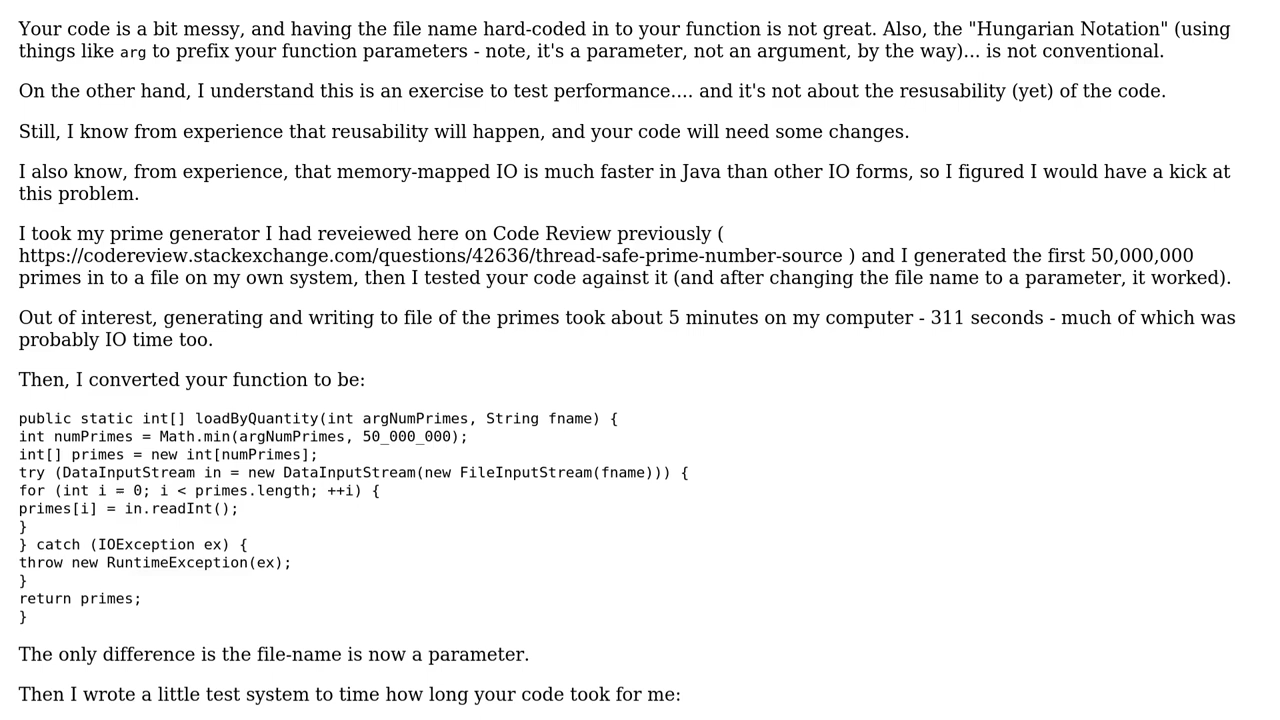 Your code is a bit messy, and having the file name hard-coded in to your function is not great. Also, the "Hungarian Notation" (using
things like arg to prefix your function parameters - note, it's a parameter, not an argument, by the way)... is not conventional.
On the other hand, I understand this is an exercise to test performance.... and it's not about the resusability (yet) of the code.
Still, I know from experience that reusability will happen, and your code will need some changes.
I also know, from experience, that memory-mapped IO is much faster in Java than other IO forms, so I figured I would have a kick at
this problem.
I took my prime generator I had reveiewed here on Code Review previously (
https://codereview.stackexchange.com/questions/42636/thread-safe-prime-number-source ) and I generated the first 50,000,000
primes in to a file on my own system, then I tested your code against it (and after changing the file name to a parameter, it worked).
Out of interest, generating and writing to file of the primes took about 5 minutes on my computer - 311 seconds - much of which was
probably IO time too.
Then, I converted your function to be:
public static int[] loadByQuantity(int argNumPrimes, String fname) {
int numPrimes = Math.min(argNumPrimes, 50_000_000);
int[] primes = new int[numPrimes];
try (DataInputStream in = new DataInputStream(new FileInputStream(fname))) {
for (int i = 0; i < primes.length; ++i) {
primes[i] = in.readInt();
}
} catch (IOException ex) {
throw new RuntimeException(ex);
}
return primes;
}
The only difference is the file-name is now a parameter.
Then I wrote a little test system to time how long your code took for me: